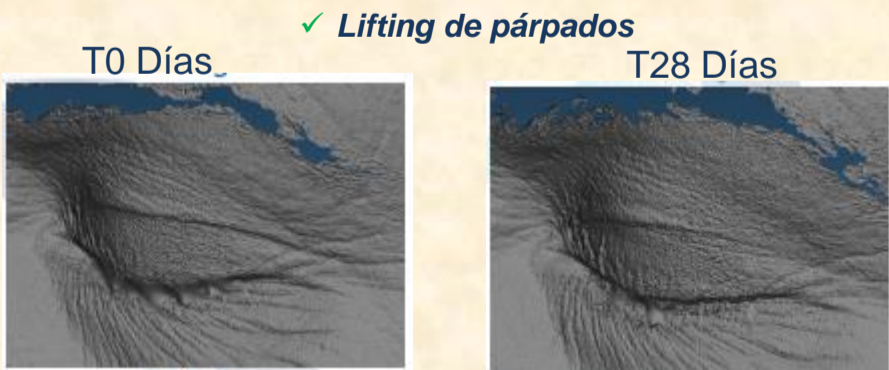 ✓ Lifting de párpados
T0 Días
T28 Días